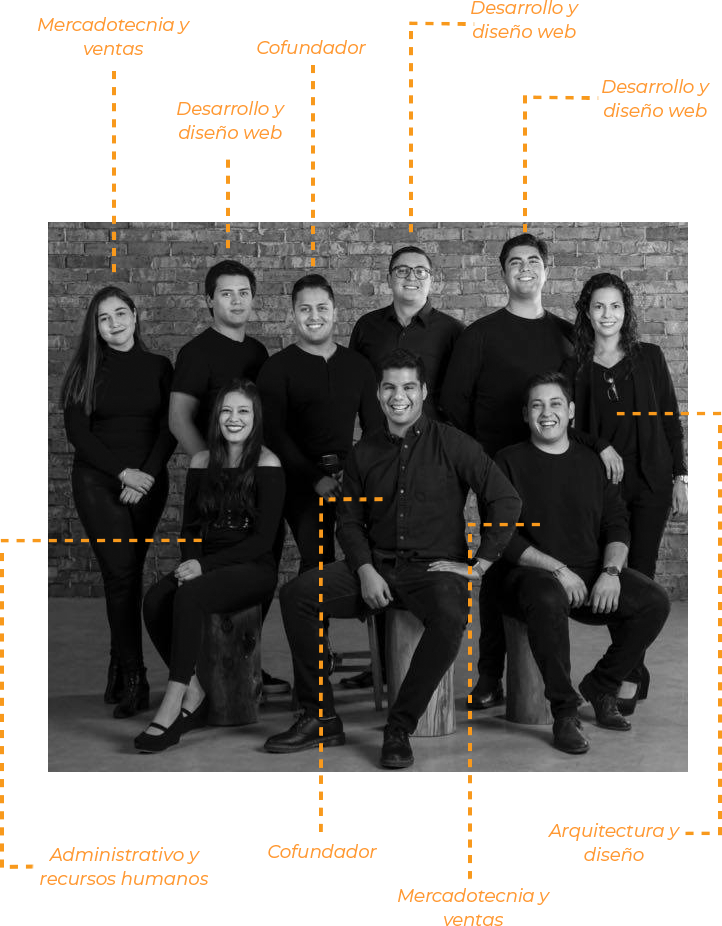 Desarrollo y
diseño web
Mercadotecnia y
ventas
Cofundador
Desarrollo y
diseño web
Desarrollo y
diseño web
Arquitectura y
diseño
Administrativo y
recursos humanos
Cofundador
Mercadotecnia y
ventas